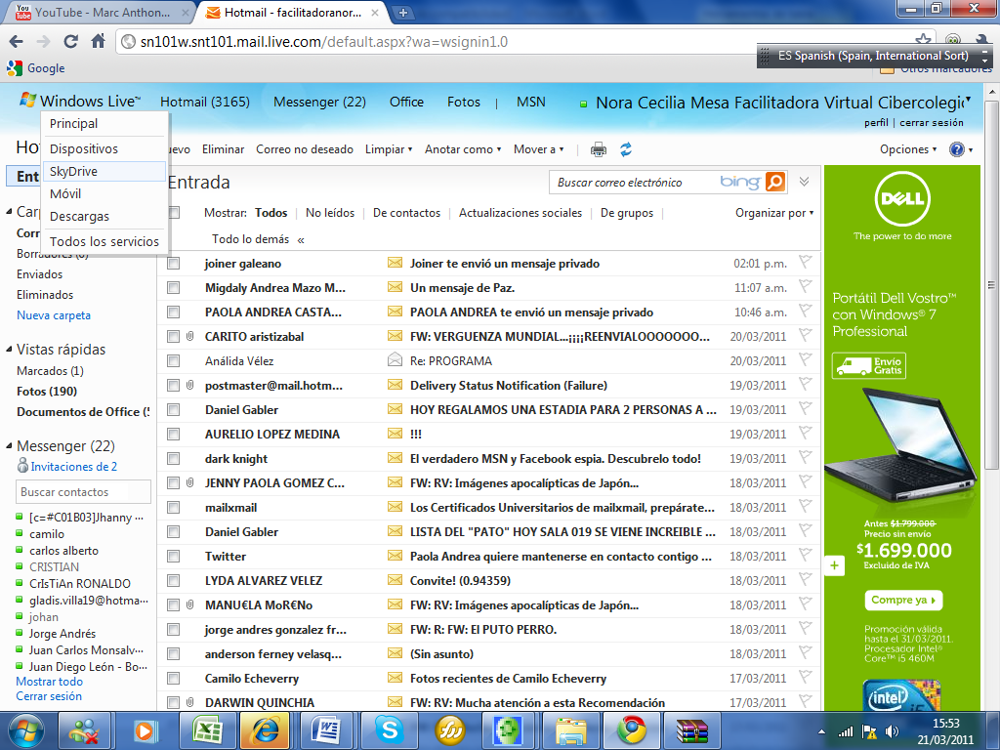 YouTube - Marc Anthon...
Hotmail - facilitadoranor...
sn101w.snt101.mail.live.com/default.aspx?wa=wsignin1.0
ES Spanish (Spain, International Sort)
Google
Otros marcadores
Windows Live™ Hotmail (3165) Messenger (22) Office Fotos | MSN
Nora Cecilia Mesa Facilitadora Virtual Cibercolegi
perfil | cerrar sesión
Principal
Dispositivos
SkyDrive
Móvil
Descargas
Todos los servicios
uevo Eliminar Correo no deseado Limpiar Anotar como Mover a Opciones
Entrada
Buscar correo electrónico bing
Mostrar: Todos | No leídos | De contactos | Actualizaciones sociales | De grupos | Organizar por
Todo lo demás «
Borradores (6)
Enviados
Eliminados
Nueva carpeta
Vistas rápidas
Marcados (1)
Fotos (190)
Documentos de Office (
Messenger (22)
Invitaciones de 2
Buscar contactos
[c=#C01B03]Jhanny ...
camilo
carlos alberto
CRISTIAN
CrIsTiAn RONALDO
gladis.villa19@hotma...
johan
Jorge Andrés
Juan Carlos Monsalv...
Juan Diego León - Bo...
Mostrar todo
Cerrar sesión
joiner galeano Joiner te envió un mensaje privado 02:01 p.m.
Migdaly Andrea Mazo M... Un mensaje de Paz. 11:07 a.m.
PAOLA ANDREA CASTA... PAOLA ANDREA te envió un mensaje privado 10:46 a.m.
CARITO aristizabal FW: VERGUENZA MUNDIAL...¡¡¡¡REENVIALOOOOOOO... 20/03/2011
Análida Vélez Re: PROGRAMA 20/03/2011
postmaster@mail.hotm... Delivery Status Notification (Failure) 19/03/2011
Daniel Gabler HOY REGALAMOS UNA ESTADIA PARA 2 PERSONAS A ... 19/03/2011
AURELIO LOPEZ MEDINA !!! 19/03/2011
dark knight El verdadero MSN y Facebook espia. Descubrelo todo! 19/03/2011
JENNY PAOLA GOMEZ C... FW: RV: Imágenes apocalípticas de Japón... 18/03/2011
mailxmail Los Certificados Universitarios de mailxmail, prepárate... 18/03/2011
Daniel Gabler LISTA DEL "PATO" HOY SALA 019 SE VIENE INCREIBLE ... 18/03/2011
Twitter Paola Andrea quiere mantenerse en contacto contigo ... 18/03/2011
LYDA ALVAREZ VELEZ Convite! (0.94359) 18/03/2011
MANU€LA MoR€No FW: RV: Imágenes apocalípticas de Japón... 18/03/2011
jorge andres gonzalez fr... FW: R: FW: El PUTO PERRO. 18/03/2011
anderson ferney velasq... (Sin asunto) 18/03/2011
Camilo Echeverry Fotos recientes de Camilo Echeverry 17/03/2011
DARWIN QUINCHIA FW: RV: Mucha atención a esta Recomendación 17/03/2011
DELL
The power to do more
Portátil Dell Vostro™
con Windows® 7
Professional
Envío
Gratis
Antes $1.799.000
Precio sin envío
$1.699.000
Excluido de IVA
Compre ya
Promoción válida
hasta el 31/03/2011.
Procesador Intel®
Core™ i5 460M
intel
15:53
21/03/2011